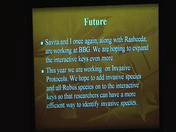 Future
Savita and I once again, along with Rasheeda,
are working at BBG. We are hoping to expand
the interactive keys even more.
This year we are working on Invasive
Protocols. We hope to add invasive species
and all Rubus species on to the interactive
keys so that researchers can have a more
efficient way to identify invasive species.